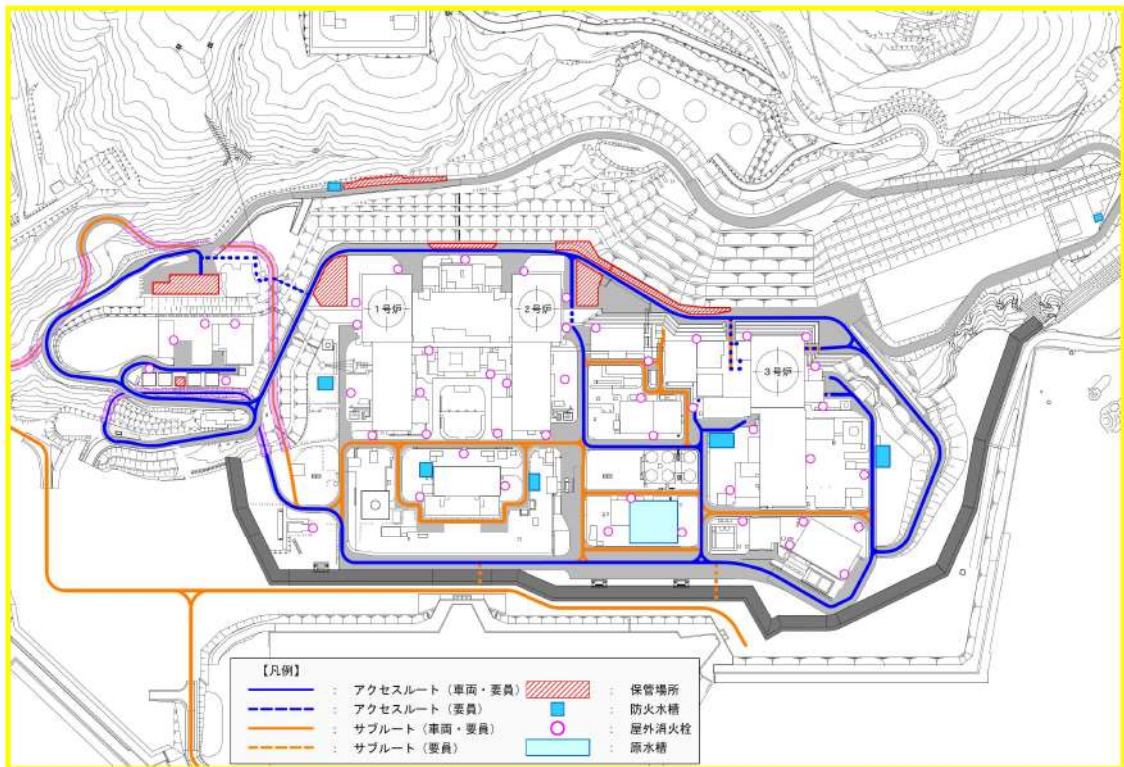 1号炉
2号炉
3号炉
【凡例】
: アクセスルート（車両・要員）
: 保管場所
: アクセスルート（要員）
: 防火水槽
: サブルート（車両・要員）
: 屋外消火栓
: サブルート（要員）
: 原水槽